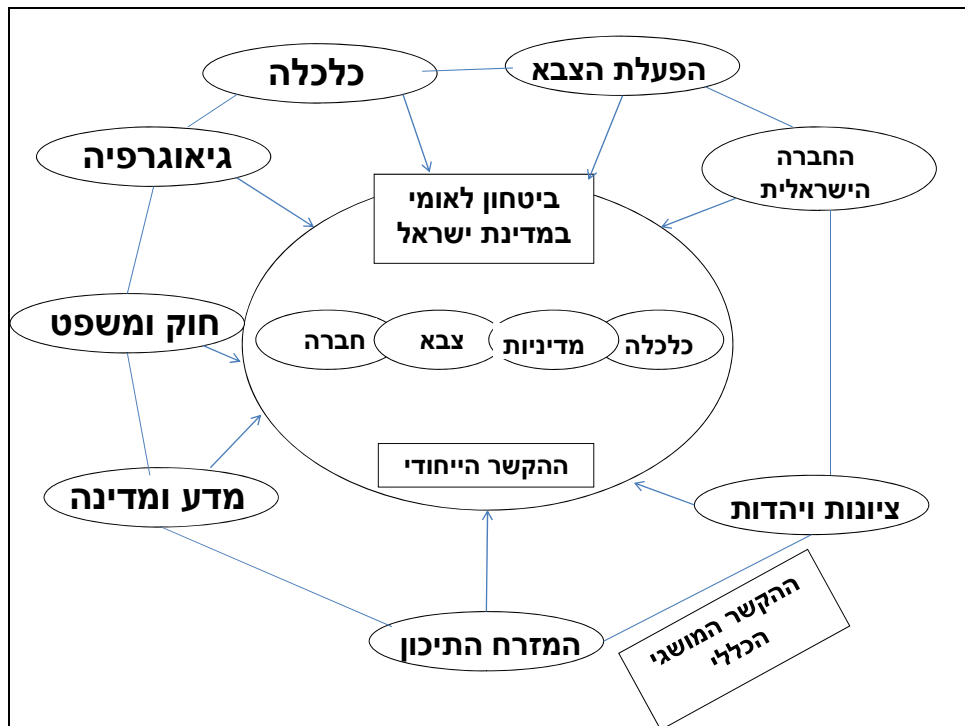 כלכלה
הפעלת הצבא
גיאוגרפיה
החברה
הישראלית
ביטחון לאומי
במדינת ישראל
חוק ומשפט
חברה
צבא
מדיניות
כלכלה
ההקשר הייחודי
מדע ומדינה
ציונות ויהדות
המזרח התיכון
ההקשר המושגי
הכללי